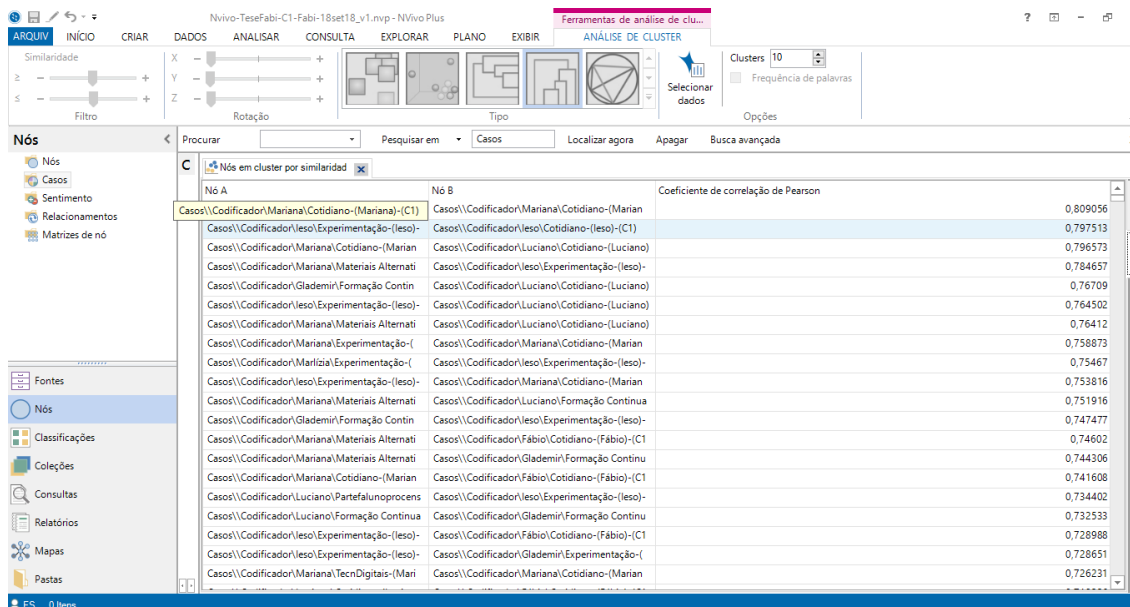 Nvivo-TeseFabi-C1-Fabi-18set18_v1.nvp - NVivo Plus
Ferramentas de análise de clu...
ARQUIV INÍCIO CRIAR DADOS ANALISAR CONSULTA EXPLORAR PLANO EXIBIR ANÁLISE DE CLUSTER
Similaridade
≥ − +
≤ − +
Filtro
X − +
Y − +
Z − +
Rotação
Tipo
Selecionar dados
Clusters 10
Frequência de palavras
Opções
Nós
Procurar Pesquisar em Casos Localizar agora Apagar Busca avançada
Nós
Casos
Sentimento
Relacionamentos
Matrizes de nó
Fontes
Nós
Classificações
Coleções
Consultas
Relatórios
Mapas
Pastas
C Nós em cluster por similaridad
Nó A Nó B Coeficiente de correlação de Pearson
Casos\\Codificador\Mariana\Cotidiano-(Mariana)-(C1) Casos\\Codificador\Mariana\Cotidiano-(Marian 0,809056
Casos\\Codificador\Ieso\Experimentação-(Ieso)- Casos\\Codificador\Ieso\Cotidiano-(Ieso)-(C1) 0,797513
Casos\\Codificador\Mariana\Cotidiano-(Marian Casos\\Codificador\Luciano\Cotidiano-(Luciano) 0,796573
Casos\\Codificador\Mariana\Materiais Alternati Casos\\Codificador\Ieso\Experimentação-(Ieso)- 0,784657
Casos\\Codificador\Glademir\Formação Contin Casos\\Codificador\Luciano\Cotidiano-(Luciano) 0,76709
Casos\\Codificador\Ieso\Experimentação-(Ieso)- Casos\\Codificador\Luciano\Cotidiano-(Luciano) 0,764502
Casos\\Codificador\Mariana\Materiais Alternati Casos\\Codificador\Luciano\Cotidiano-(Luciano) 0,76412
Casos\\Codificador\Mariana\Experimentação-( Casos\\Codificador\Mariana\Cotidiano-(Marian 0,758873
Casos\\Codificador\Marlízia\Experimentação-( Casos\\Codificador\Ieso\Experimentação-(Ieso)- 0,75467
Casos\\Codificador\Ieso\Experimentação-(Ieso)- Casos\\Codificador\Mariana\Cotidiano-(Marian 0,753816
Casos\\Codificador\Mariana\Materiais Alternati Casos\\Codificador\Luciano\Formação Continua 0,751916
Casos\\Codificador\Glademir\Formação Contin Casos\\Codificador\Ieso\Experimentação-(Ieso)- 0,747477
Casos\\Codificador\Mariana\Materiais Alternati Casos\\Codificador\Fábio\Cotidiano-(Fábio)-(C1 0,74602
Casos\\Codificador\Mariana\Materiais Alternati Casos\\Codificador\Glademir\Formação Continu 0,744306
Casos\\Codificador\Mariana\Cotidiano-(Marian Casos\\Codificador\Fábio\Cotidiano-(Fábio)-(C1 0,741608
Casos\\Codificador\Luciano\Partefalunoprocens Casos\\Codificador\Ieso\Experimentação-(Ieso)- 0,734402
Casos\\Codificador\Luciano\Formação Continua Casos\\Codificador\Glademir\Formação Continu 0,732533
Casos\\Codificador\Ieso\Experimentação-(Ieso)- Casos\\Codificador\Fábio\Cotidiano-(Fábio)-(C1 0,728988
Casos\\Codificador\Ieso\Experimentação-(Ieso)- Casos\\Codificador\Glademir\Experimentação-( 0,728651
Casos\\Codificador\Mariana\TecnDigitais-(Mari Casos\\Codificador\Mariana\Cotidiano-(Marian 0,726231
FS 0 Itens